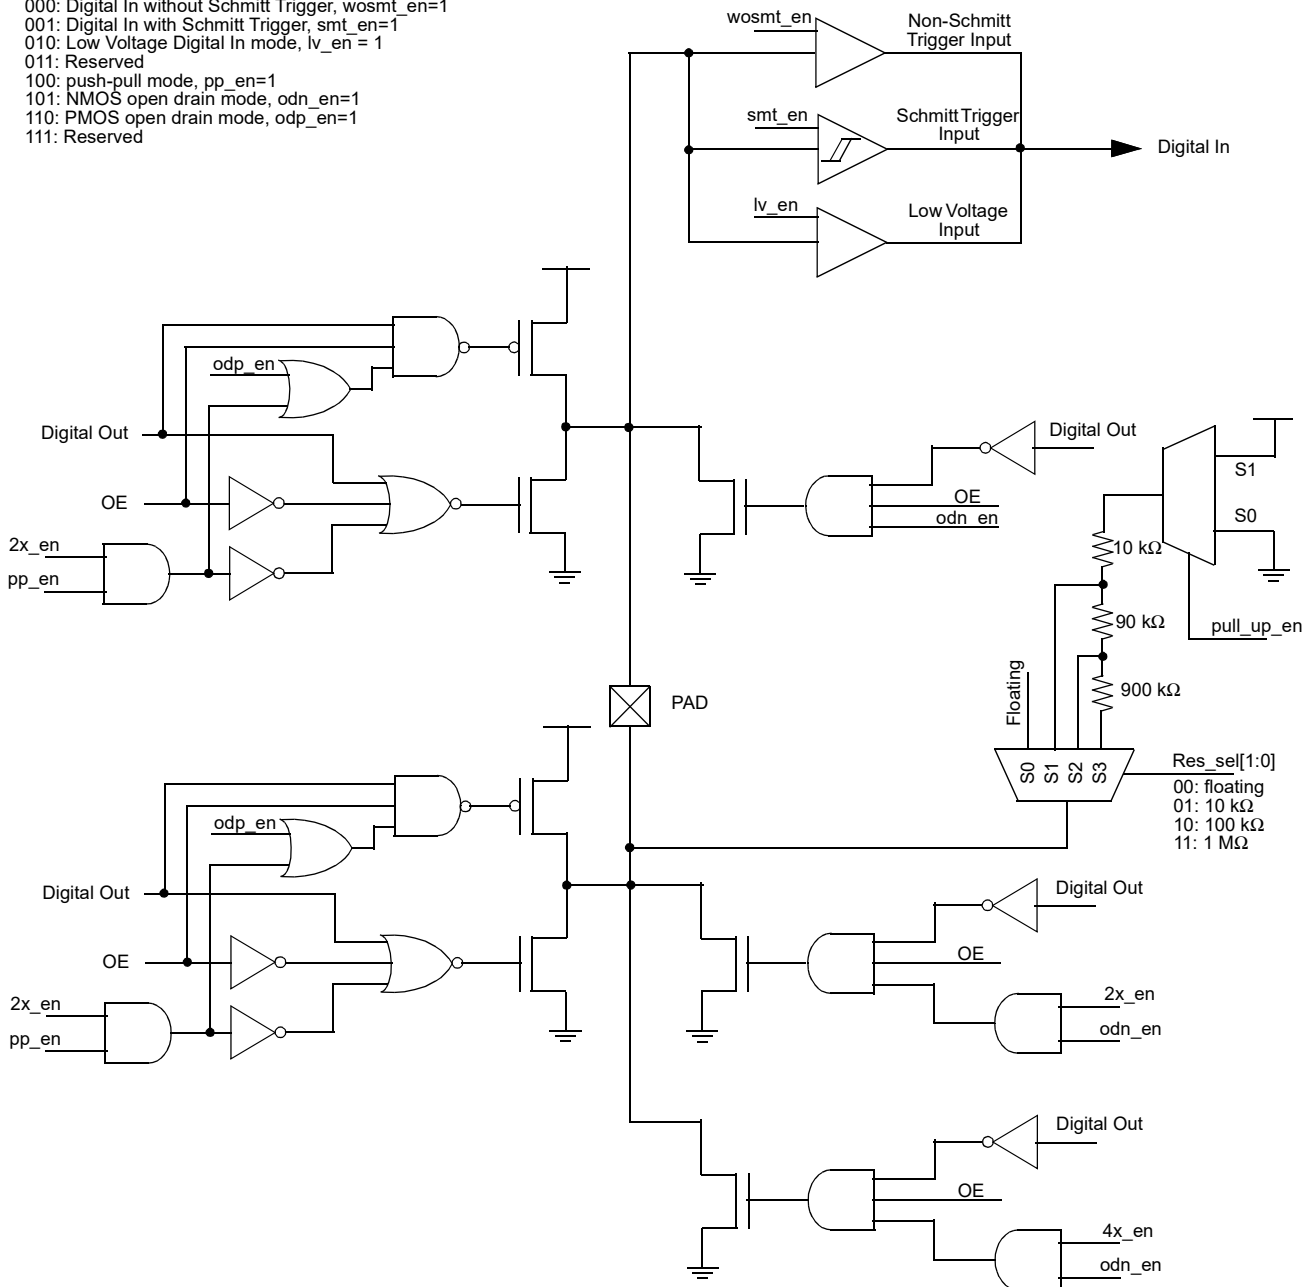 000: Digital In without Schmitt Trigger, wosmt_en=1
001: Digital In with Schmitt Trigger, smt_en=1
010: Low Voltage Digital In mode, lv_en = 1
011: Reserved
100: push-pull mode, pp_en=1
101: NMOS open drain mode, odn_en=1
110: PMOS open drain mode, odp_en=1
111: Reserved
wosmt_en
Non-Schmitt
Trigger Input
smt_en
Schmitt Trigger
Input
Digital In
lv_en
Low Voltage
Input
odp_en
Digital Out
OE
2x_en
pp_en
Digital Out
OE
odn_en
S1
S0
10 kΩ
90 kΩ
pull_up_en
900 kΩ
Floating
PAD
S0
S1
S2
S3
Res_sel[1:0]
00: floating
01: 10 kΩ
10: 100 kΩ
11: 1 MΩ
odp_en
Digital Out
OE
2x_en
pp_en
Digital Out
OE
2x_en
odn_en
Digital Out
OE
4x_en
odn_en